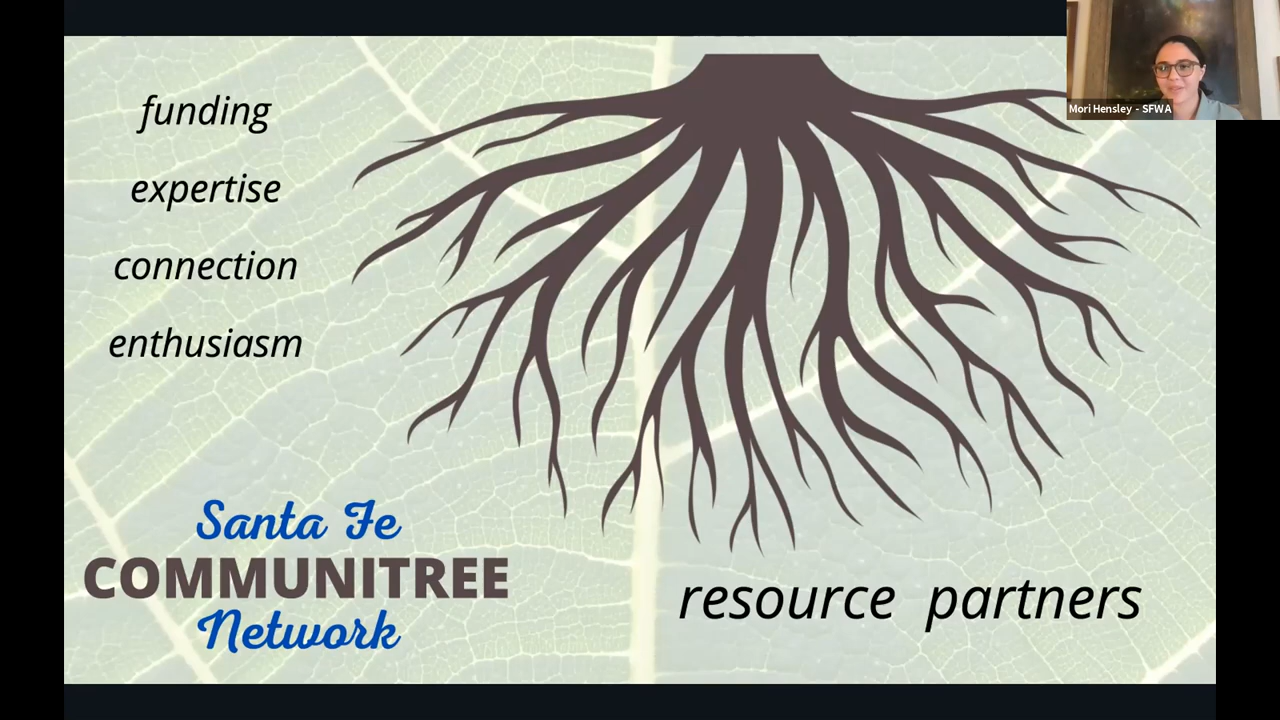 funding
expertise
connection
enthusiasm
Santa Fe
COMMUNITREE
Network
resource partners
Mori Hensley - SFWA